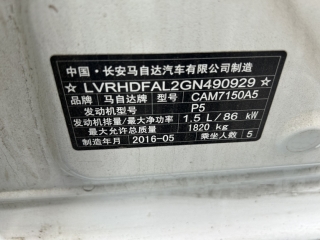 中国·长安马自达汽车有限公司制造
☆ LVRHDFAL2GN490929 ☆
品牌 马自达牌 型号 CAM7150A5
发动机型号 P5
发动机排量/最大净功率 1.5 L/86 kW
最大允许总质量 1820 kg
制造年月 2016-05 乘坐人数 5